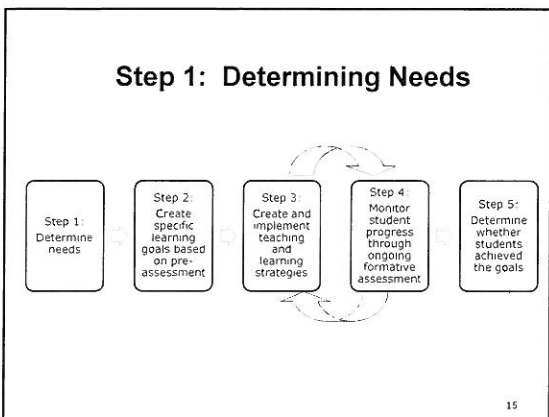 Step 1: Determining Needs
Step 1:
Determine
needs
Step 2:
Create
specific
learning
goals based
on pre-
assessment
Step 3:
Create and
implement
teaching
and
learning
strategies
Step 4:
Monitor
student
progress
through
ongoing
formative
assessment
Step 5:
Determine
whether
students
achieved
the goals
15